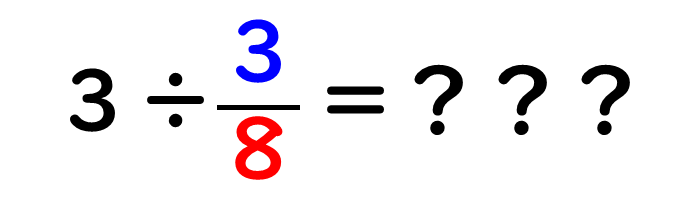 3 ÷ 3/8 = ? ? ?